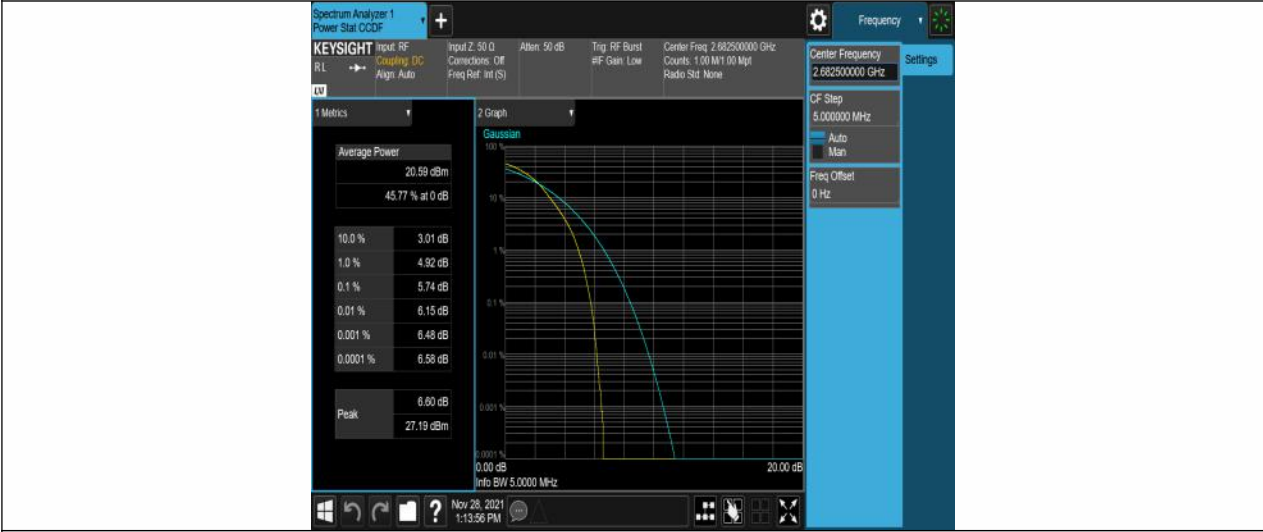 Spectrum Analyzer 1
Power Stat CCDF
Frequency
KEYSIGHT
RL
Input: RF
Coupling: DC
Align: Auto
Input Z: 50 Ω
Corrections: Off
Freq Ref: Int (S)
Atten: 50 dB
Trig: RF Burst
#IF Gain: Low
Center Freq: 2.682500000 GHz
Counts: 1.00 M/1.00 Mpt
Radio Std: None
Center Frequency
2.682500000 GHz
Settings
CF Step
5.000000 MHz
Auto
Man
Freq Offset
0 Hz
1 Metrics
Average Power
20.59 dBm
45.77 % at 0 dB
10.0 % 3.01 dB
1.0 % 4.92 dB
0.1 % 5.74 dB
0.01 % 6.15 dB
0.001 % 6.48 dB
0.0001 % 6.58 dB
Peak
6.60 dB
27.19 dBm
2 Graph
Gaussian
100 %
10 %
1 %
0.1 %
0.01 %
0.001 %
0.0001 %
0.00 dB 20.00 dB
Info BW 5.0000 MHz
?
Nov 28, 2021
1:13:56 PM